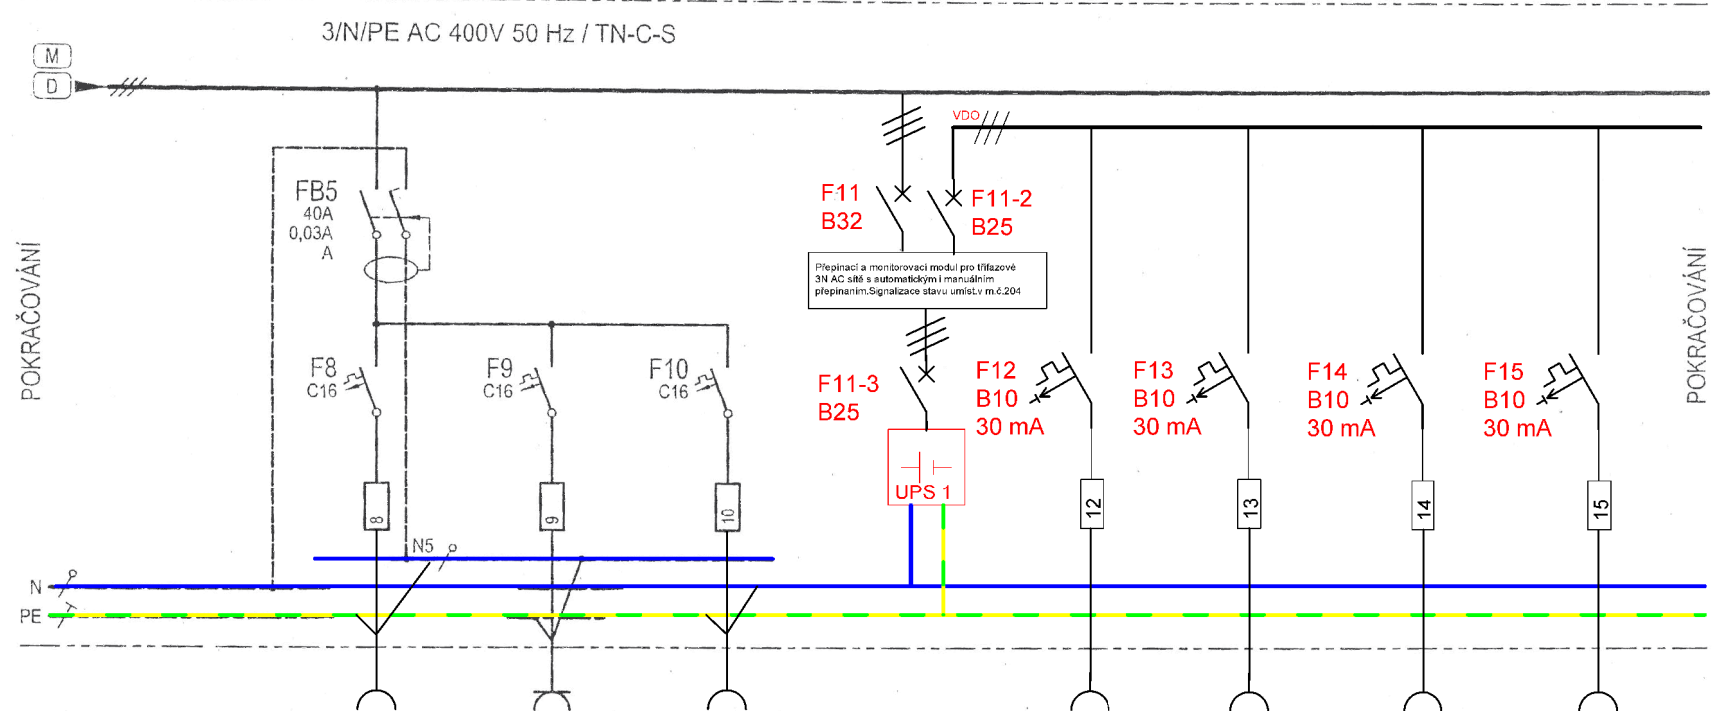 3/N/PE AC 400V 50 Hz / TN-C-S
M
D
VDO
POKRAČOVÁNÍ
FB5
40A
0,03A
A
F11
B32
F11-2
B25
Přepínací a monitorovací modul pro třífazové
3N AC sítě s automatickým i manuálním
přepínaním.Signalizace stavu umíst.v m.č.204
POKRAČOVÁNÍ
F8
C16
F9
C16
F10
C16
F11-3
B25
F12
B10
30 mA
F13
B10
30 mA
F14
B10
30 mA
F15
B10
30 mA
UPS 1
8
9
10
12
13
14
15
N5
N
PE